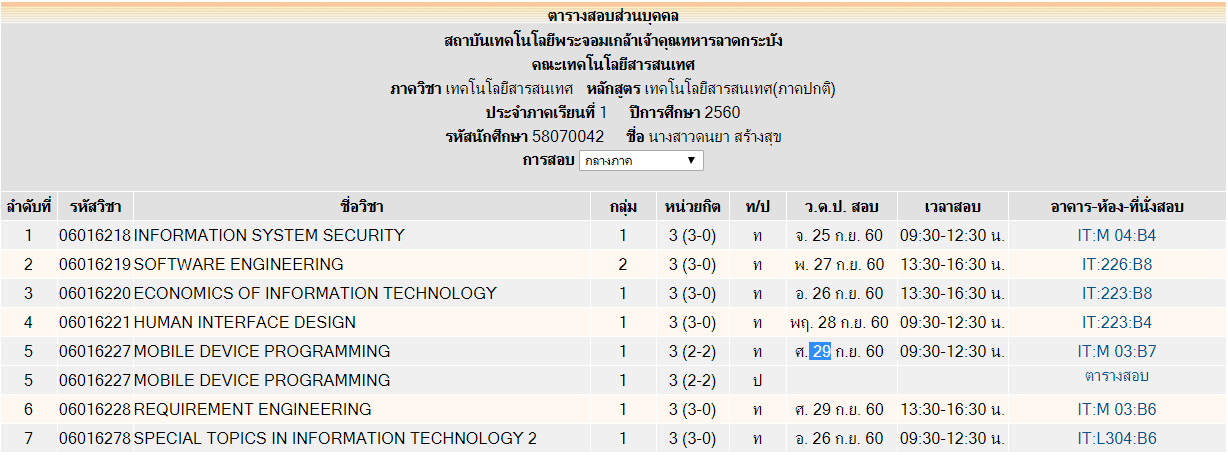 ตารางสอบส่วนบุคคล
สถาบันเทคโนโลยีพระจอมเกล้าเจ้าคุณทหารลาดกระบัง
คณะเทคโนโลยีสารสนเทศ
ภาควิชา เทคโนโลยีสารสนเทศ หลักสูตร เทคโนโลยีสารสนเทศ(ภาคปกติ)
ประจำภาคเรียนที่ 1 ปีการศึกษา 2560
รหัสนักศึกษา 58070042 ชื่อ นางสาวดนยา สร้างสุข
การสอบ กลางภาค ▼
ลำดับที่ รหัสวิชา ชื่อวิชา กลุ่ม หน่วยกิต ท/ป ว.ด.ป. สอบ เวลาสอบ อาคาร-ห้อง-ที่นั่งสอบ
1 06016218 INFORMATION SYSTEM SECURITY 1 3 (3-0) ท จ. 25 ก.ย. 60 09:30-12:30 น. IT:M 04:B4
2 06016219 SOFTWARE ENGINEERING 2 3 (3-0) ท พ. 27 ก.ย. 60 13:30-16:30 น. IT:226:B8
3 06016220 ECONOMICS OF INFORMATION TECHNOLOGY 1 3 (3-0) ท อ. 26 ก.ย. 60 13:30-16:30 น. IT:223:B8
4 06016221 HUMAN INTERFACE DESIGN 1 3 (3-0) ท พฤ. 28 ก.ย. 60 09:30-12:30 น. IT:223:B4
5 06016227 MOBILE DEVICE PROGRAMMING 1 3 (2-2) ท ศ. 29 ก.ย. 60 09:30-12:30 น. IT:M 03:B7
5 06016227 MOBILE DEVICE PROGRAMMING 1 3 (2-2) ป ตารางสอบ
6 06016228 REQUIREMENT ENGINEERING 1 3 (3-0) ท ศ. 29 ก.ย. 60 13:30-16:30 น. IT:M 03:B6
7 06016278 SPECIAL TOPICS IN INFORMATION TECHNOLOGY 2 1 3 (3-0) ท อ. 26 ก.ย. 60 09:30-12:30 น. IT:L304:B6